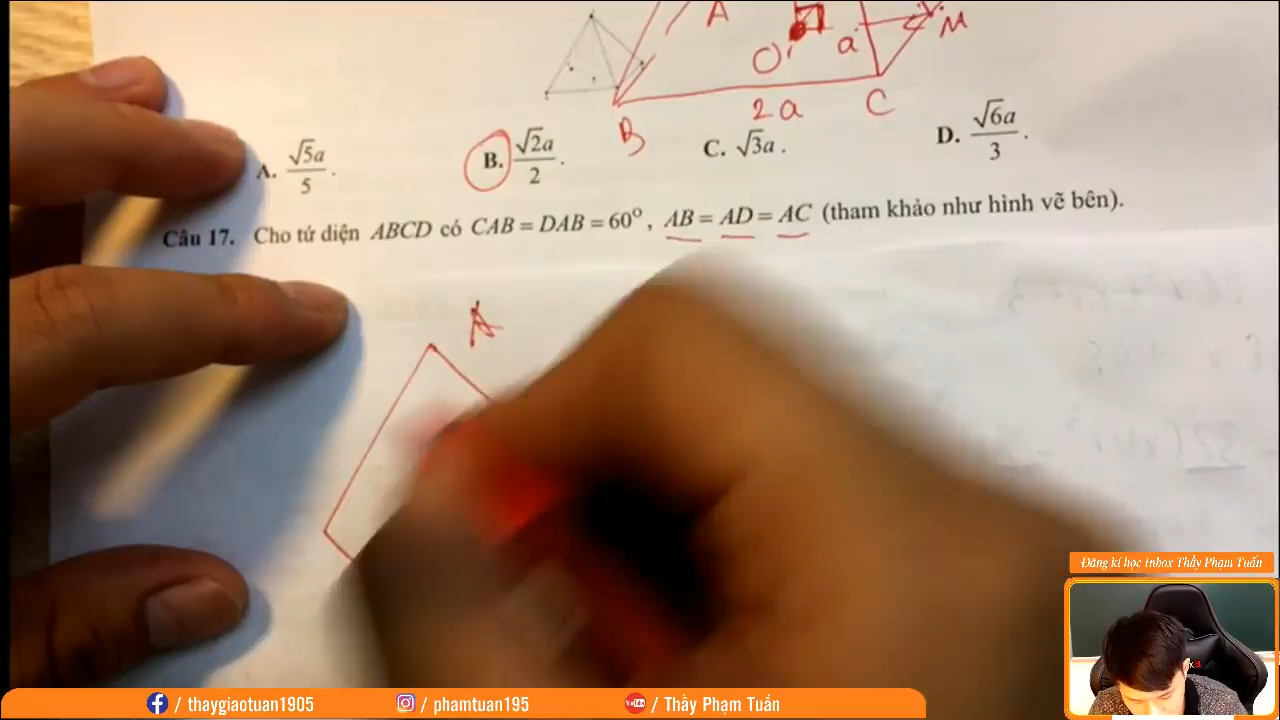 A
O
a
M
B
2a
C
A. √5a/5.
B. √2a/2.
C. √3a.
D. √6a/3.
Câu 17. Cho tứ diện ABCD có CAB = DAB = 60°, AB = AD = AC (tham khảo như hình vẽ bên).
A
Đăng kí học Inbox Thầy Phạm Tuấn
/ thaygiaotuan1905
/ phamtuan195
/ Thầy Phạm Tuấn